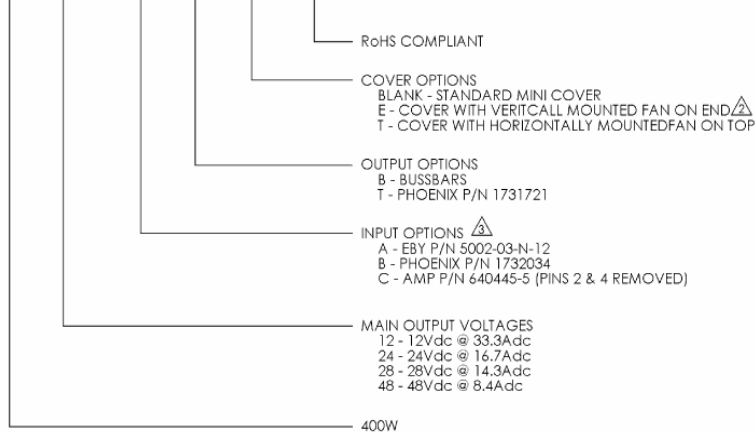 RoHS COMPLIANT
COVER OPTIONS
BLANK - STANDARD MINI COVER
E - COVER WITH VERITCALL MOUNTED FAN ON END 2
T - COVER WITH HORIZONTALLY MOUNTEDFAN ON TOP
OUTPUT OPTIONS
B - BUSSBARS
T - PHOENIX P/N 1731721
INPUT OPTIONS 3
A - EBY P/N 5002-03-N-12
B - PHOENIX P/N 1732034
C - AMP P/N 640445-5 (PINS 2 & 4 REMOVED)
MAIN OUTPUT VOLTAGES
12 - 12Vdc @ 33.3Adc
24 - 24Vdc @ 16.7Adc
28 - 28Vdc @ 14.3Adc
48 - 48Vdc @ 8.4Adc
400W